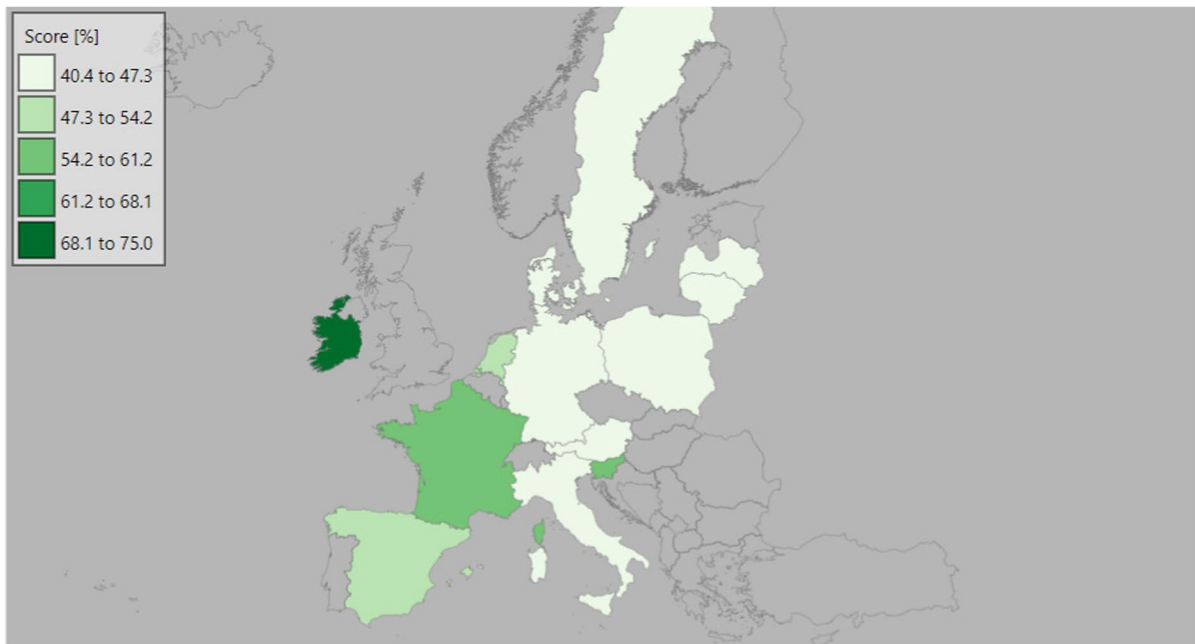 Score [%]
40.4 to 47.3
47.3 to 54.2
54.2 to 61.2
61.2 to 68.1
68.1 to 75.0